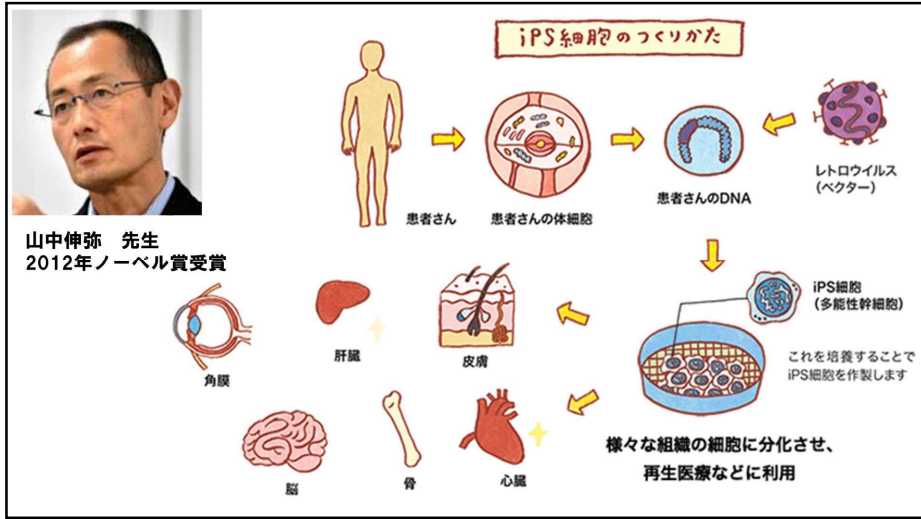 iPS細胞のつくりかた
山中伸弥 先生
2012年ノーベル賞受賞
患者さん
患者さんの体細胞
患者さんのDNA
レトロウイルス
(ベクター)
iPS細胞
(多能性幹細胞)
これを培養することで
iPS細胞を作製します
角膜
肝臓
皮膚
脳
骨
心臓
様々な組織の細胞に分化させ、
再生医療などに利用